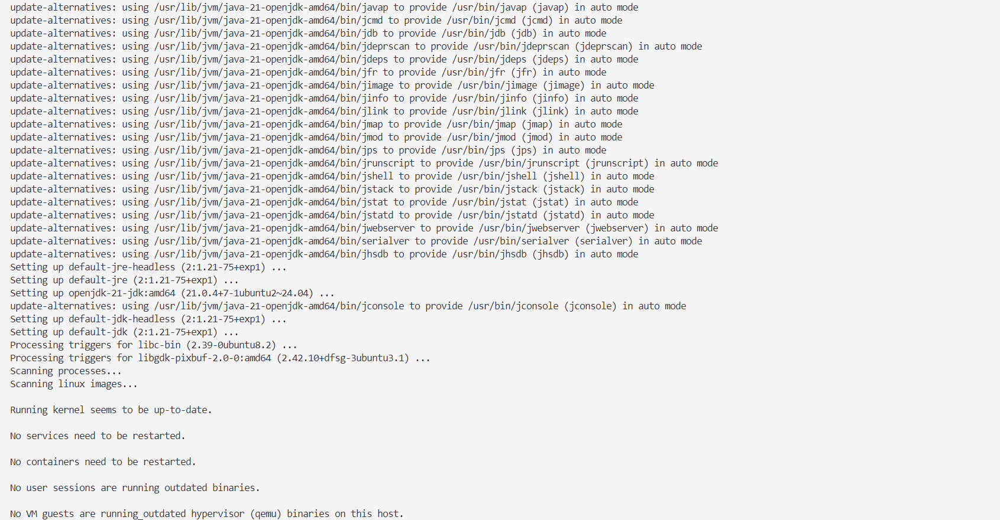 update-alternatives: using /usr/lib/jvm/java-21-openjdk-amd64/bin/javap to provide /usr/bin/javap (javap) in auto mode
update-alternatives: using /usr/lib/jvm/java-21-openjdk-amd64/bin/jcmd to provide /usr/bin/jcmd (jcmd) in auto mode
update-alternatives: using /usr/lib/jvm/java-21-openjdk-amd64/bin/jdb to provide /usr/bin/jdb (jdb) in auto mode
update-alternatives: using /usr/lib/jvm/java-21-openjdk-amd64/bin/jdeprscan to provide /usr/bin/jdeprscan (jdeprscan) in auto mode
update-alternatives: using /usr/lib/jvm/java-21-openjdk-amd64/bin/jdeps to provide /usr/bin/jdeps (jdeps) in auto mode
update-alternatives: using /usr/lib/jvm/java-21-openjdk-amd64/bin/jfr to provide /usr/bin/jfr (jfr) in auto mode
update-alternatives: using /usr/lib/jvm/java-21-openjdk-amd64/bin/jimage to provide /usr/bin/jimage (jimage) in auto mode
update-alternatives: using /usr/lib/jvm/java-21-openjdk-amd64/bin/jinfo to provide /usr/bin/jinfo (jinfo) in auto mode
update-alternatives: using /usr/lib/jvm/java-21-openjdk-amd64/bin/jlink to provide /usr/bin/jlink (jlink) in auto mode
update-alternatives: using /usr/lib/jvm/java-21-openjdk-amd64/bin/jmap to provide /usr/bin/jmap (jmap) in auto mode
update-alternatives: using /usr/lib/jvm/java-21-openjdk-amd64/bin/jmod to provide /usr/bin/jmod (jmod) in auto mode
update-alternatives: using /usr/lib/jvm/java-21-openjdk-amd64/bin/jps to provide /usr/bin/jps (jps) in auto mode
update-alternatives: using /usr/lib/jvm/java-21-openjdk-amd64/bin/jrunscript to provide /usr/bin/jrunscript (jrunscript) in auto mode
update-alternatives: using /usr/lib/jvm/java-21-openjdk-amd64/bin/jshell to provide /usr/bin/jshell (jshell) in auto mode
update-alternatives: using /usr/lib/jvm/java-21-openjdk-amd64/bin/jstack to provide /usr/bin/jstack (jstack) in auto mode
update-alternatives: using /usr/lib/jvm/java-21-openjdk-amd64/bin/jstat to provide /usr/bin/jstat (jstat) in auto mode
update-alternatives: using /usr/lib/jvm/java-21-openjdk-amd64/bin/jstatd to provide /usr/bin/jstatd (jstatd) in auto mode
update-alternatives: using /usr/lib/jvm/java-21-openjdk-amd64/bin/jwebserver to provide /usr/bin/jwebserver (jwebserver) in auto mode
update-alternatives: using /usr/lib/jvm/java-21-openjdk-amd64/bin/serialver to provide /usr/bin/serialver (serialver) in auto mode
update-alternatives: using /usr/lib/jvm/java-21-openjdk-amd64/bin/jhsdb to provide /usr/bin/jhsdb (jhsdb) in auto mode
Setting up default-jre-headless (2:1.21-75+exp1) ...
Setting up default-jre (2:1.21-75+exp1) ...
Setting up openjdk-21-jdk:amd64 (21.0.4+7-1ubuntu2~24.04) ...
update-alternatives: using /usr/lib/jvm/java-21-openjdk-amd64/bin/jconsole to provide /usr/bin/jconsole (jconsole) in auto mode
Setting up default-jdk-headless (2:1.21-75+exp1) ...
Setting up default-jdk (2:1.21-75+exp1) ...
Processing triggers for libc-bin (2.39-0ubuntu8.2) ...
Processing triggers for libgdk-pixbuf-2.0-0:amd64 (2.42.10+dfsg-3ubuntu3.1) ...
Scanning processes...
Scanning linux images...
Running kernel seems to be up-to-date.
No services need to be restarted.
No containers need to be restarted.
No user sessions are running outdated binaries.
No VM guests are running outdated hypervisor (qemu) binaries on this host.